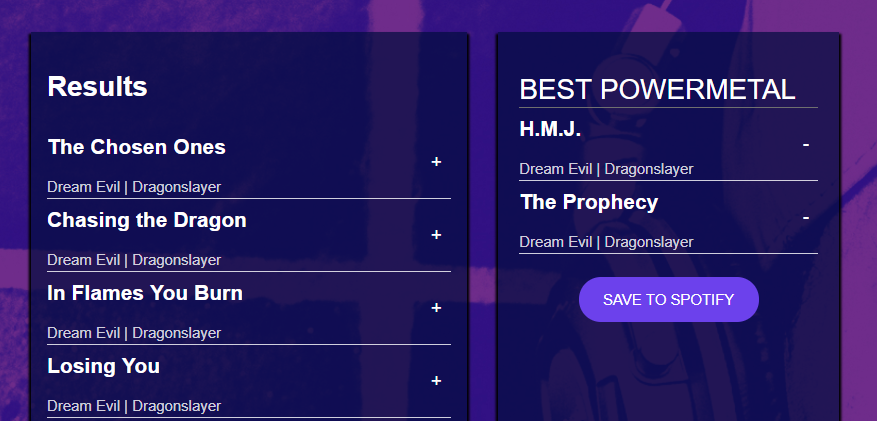 Results
The Chosen Ones
+
Dream Evil | Dragonslayer
Chasing the Dragon
+
Dream Evil | Dragonslayer
In Flames You Burn
+
Dream Evil | Dragonslayer
Losing You
+
Dream Evil | Dragonslayer
BEST POWERMETAL
H.M.J.
-
Dream Evil | Dragonslayer
The Prophecy
-
Dream Evil | Dragonslayer
SAVE TO SPOTIFY